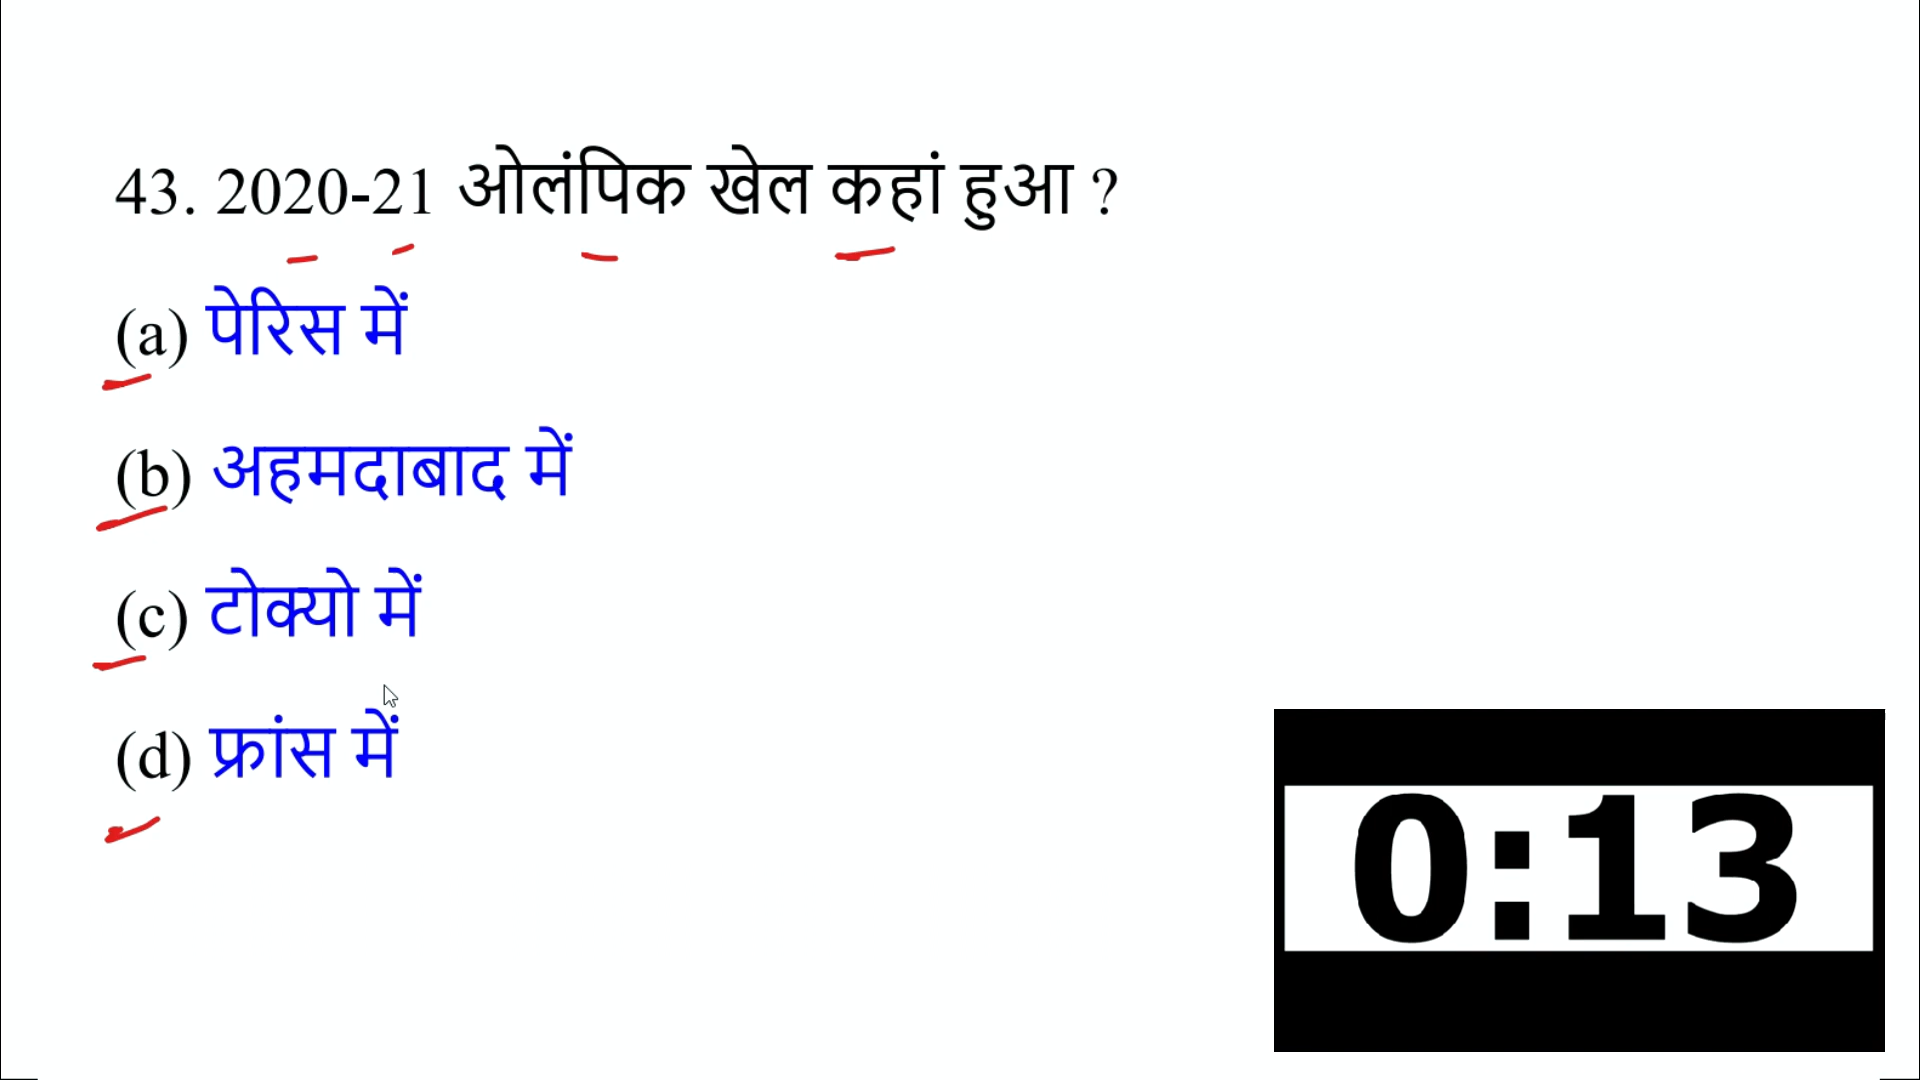 43. 2020-21 ओलंपिक खेल कहां हुआ ?
(a) पेरिस में
(b) अहमदाबाद में
(c) टोक्यो में
(d) फ्रांस में
0:13